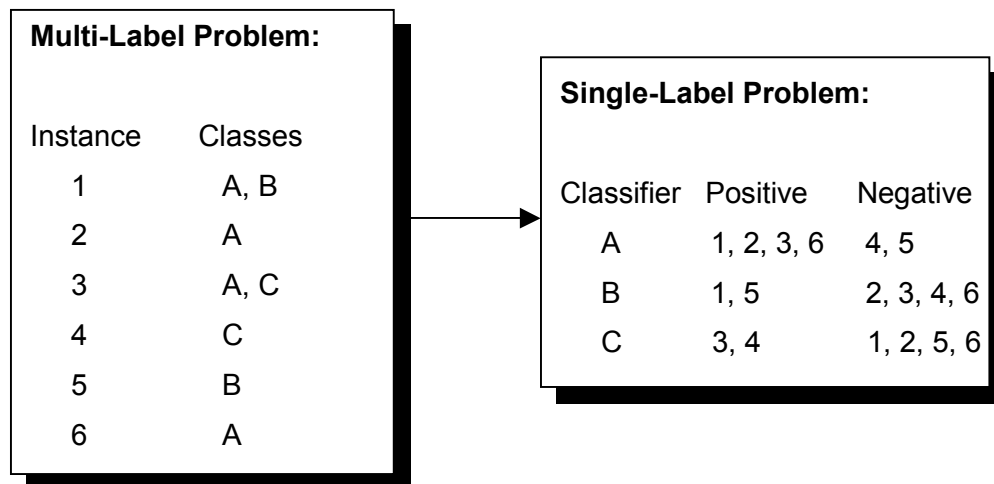 Multi-Label Problem:
Instance Classes
1 A, B
2 A
3 A, C
4 C
5 B
6 A
Single-Label Problem:
Classifier Positive Negative
A 1, 2, 3, 6 4, 5
B 1, 5 2, 3, 4, 6
C 3, 4 1, 2, 5, 6